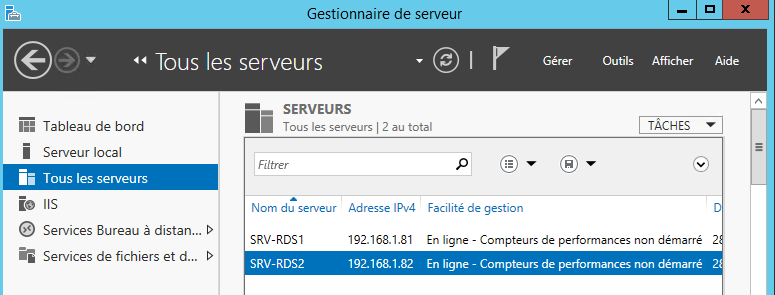 Gestionnaire de serveur
Tous les serveurs
Gérer Outils Afficher Aide
Tableau de bord
Serveur local
Tous les serveurs
IIS
Services Bureau à distan...
Services de fichiers et d...
SERVEURS
Tous les serveurs | 2 au total
TÂCHES
Filtrer
Nom du serveur Adresse IPv4 Facilité de gestion D
SRV-RDS1 192.168.1.81 En ligne - Compteurs de performances non démarré 28
SRV-RDS2 192.168.1.82 En ligne - Compteurs de performances non démarré 28